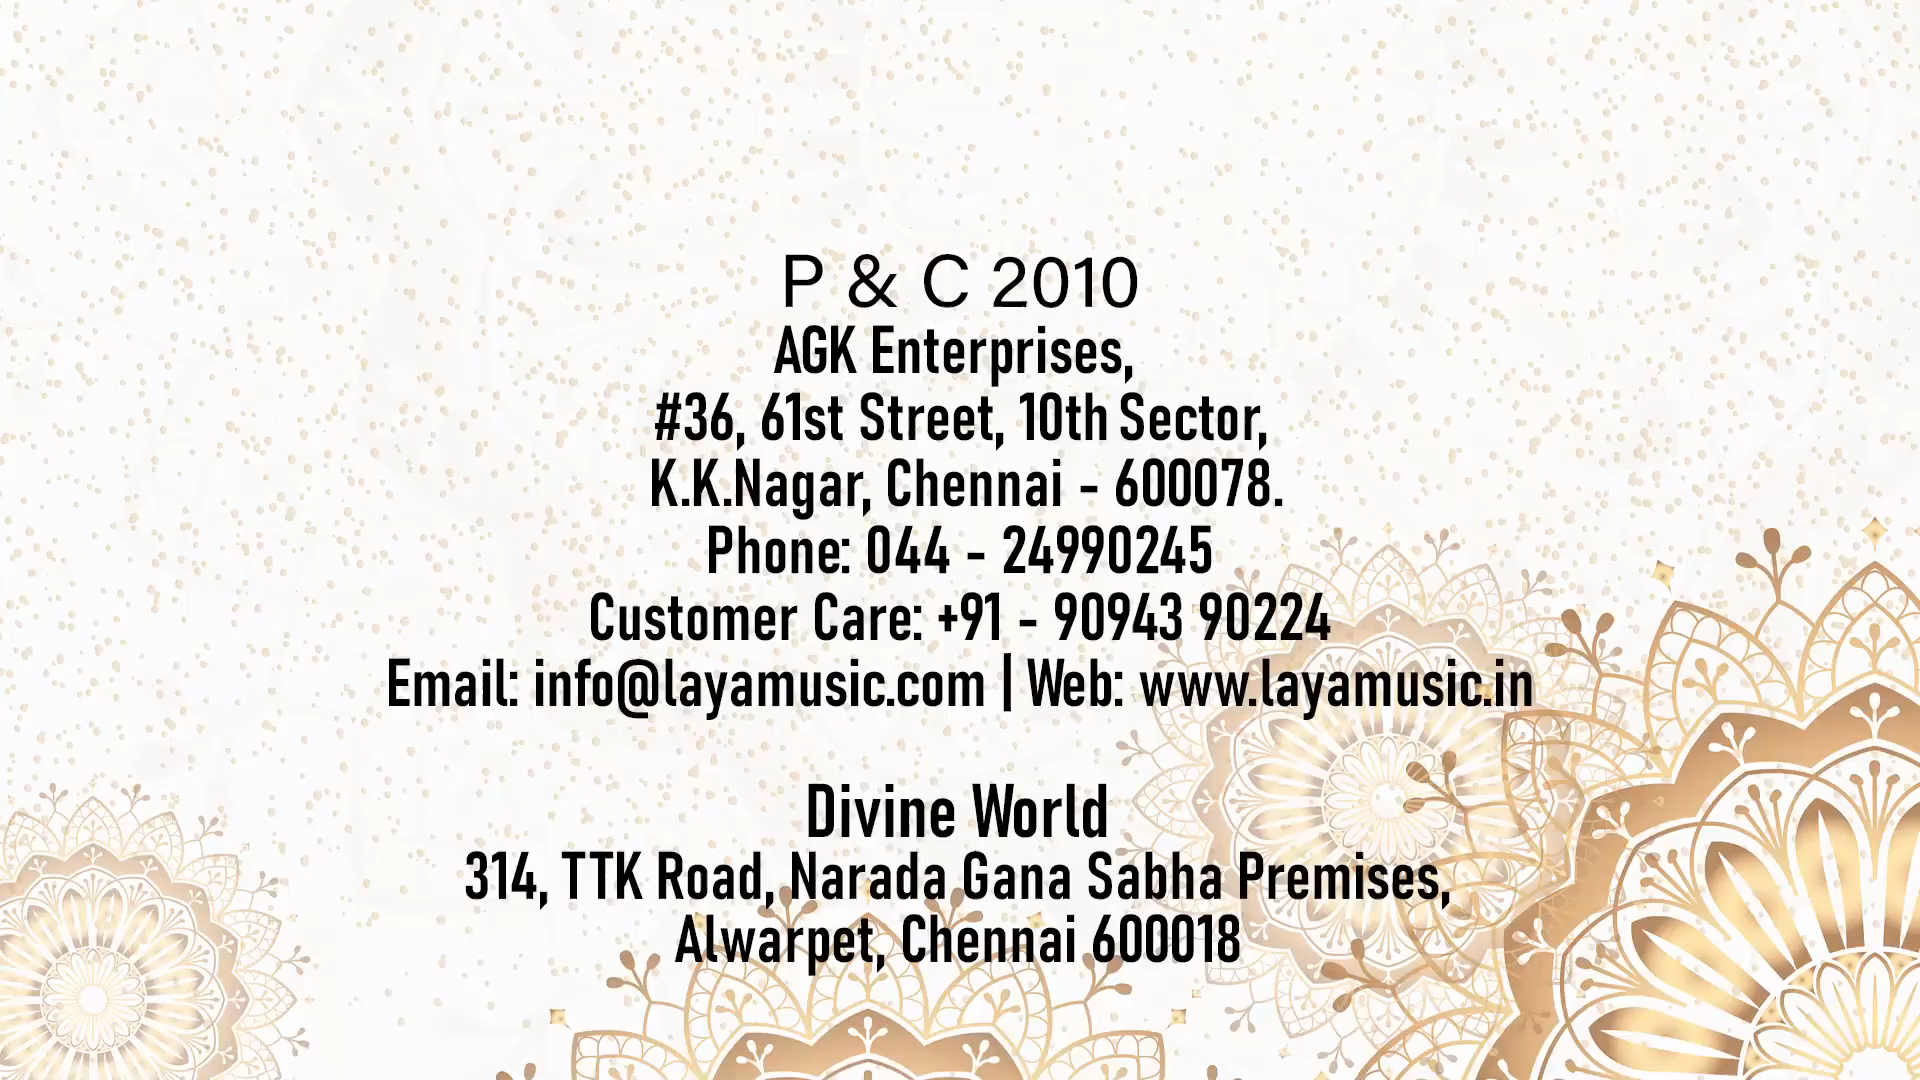 P & C 2010
AGK Enterprises,
#36, 61st Street, 10th Sector,
K.K.Nagar, Chennai - 600078.
Phone: 044 - 24990245
Customer Care: +91 - 90943 90224
Email: info@layamusic.com | Web: www.layamusic.in
Divine World
314, TTK Road, Narada Gana Sabha Premises,
Alwarpet, Chennai 600018